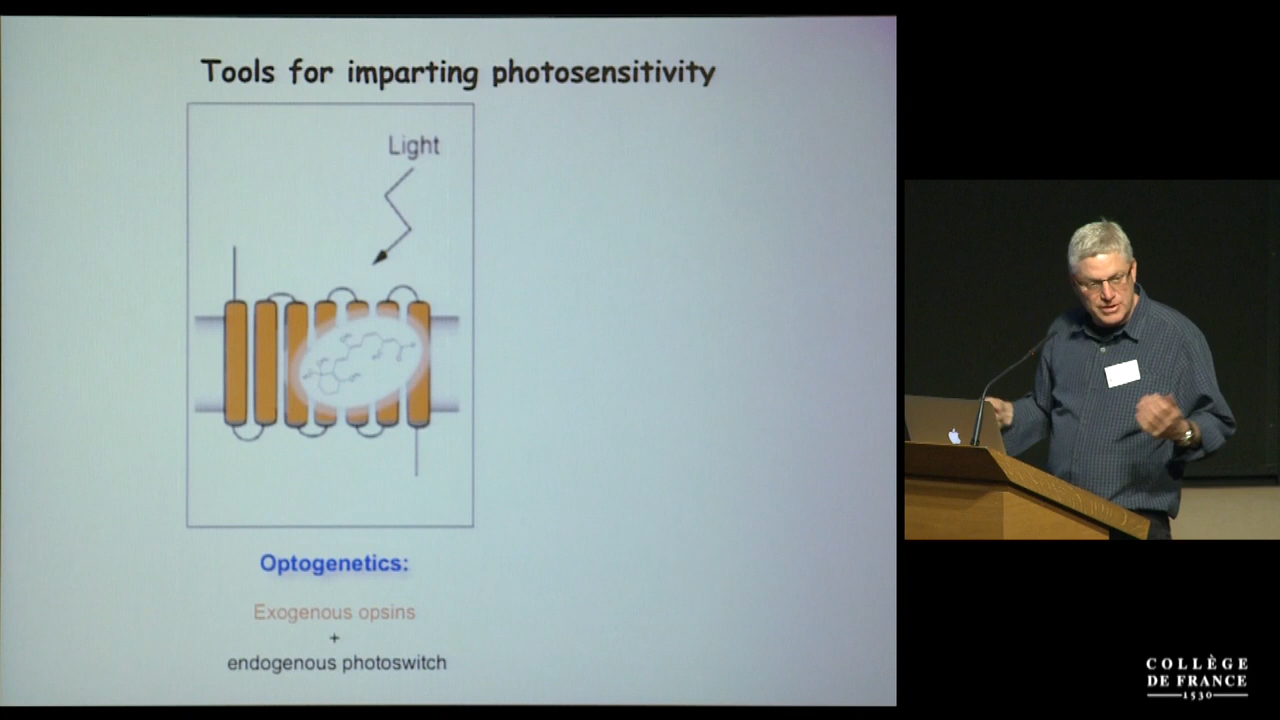 Tools for imparting photosensitivity
Light
Optogenetics:
Exogenous opsins
+
endogenous photoswitch
COLLÈGE
DE FRANCE
1530